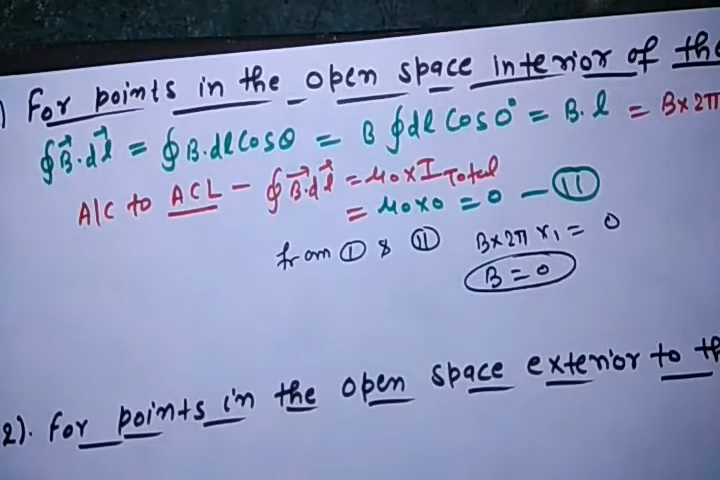 ) For points in the open space interior of the
∮B⃗.dl⃗ = ∮B.dl cosθ = B ∮dl cos0° = B.l = B×2π
A/C to ACL - ∮B⃗.dl⃗ = μ0×I Total
= μ0×0 = 0 - (II)
from (I) & (II) B×2π r₁ = 0
B = 0
2). For points in the open space exterior to th